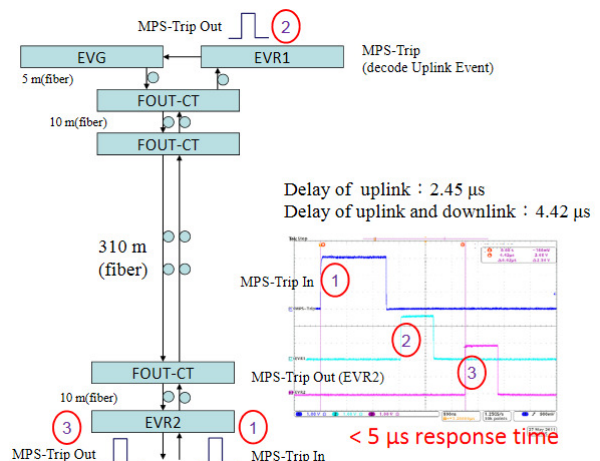 MPS-Trip Out
2
EVG
EVR1
MPS-Trip
(decode Uplink Event)
5 m(fiber)
FOUT-CT
10 m(fiber)
FOUT-CT
Delay of uplink : 2.45 μs
Delay of uplink and downlink : 4.42 μs
310 m
(fiber)
MPS-Trip In
1
2
3
FOUT-CT
MPS-Trip Out (EVR2)
10 m(fiber)
EVR2
3
1
< 5 μs response time
MPS-Trip Out
MPS-Trip In